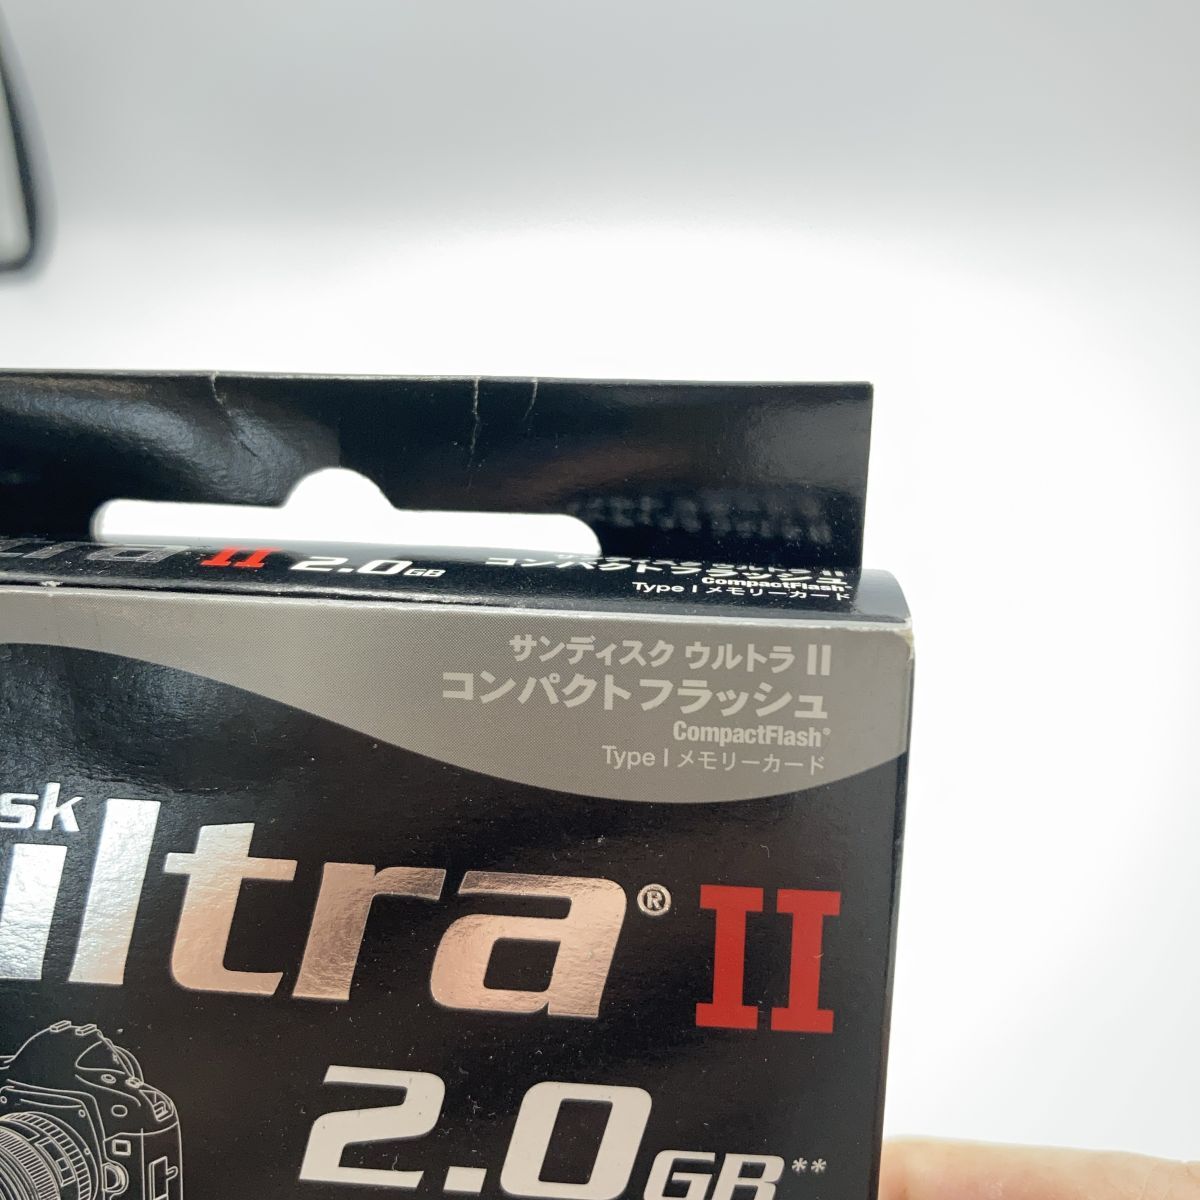 II 2.0GB
サンディスク ウルトラ II
コンパクトフラッシュ
CompactFlash
Type I メモリーカード
サンディスク ウルトラ II
コンパクトフラッシュ
CompactFlash®
Type I メモリーカード
sk
ultra® II
2.0GB**